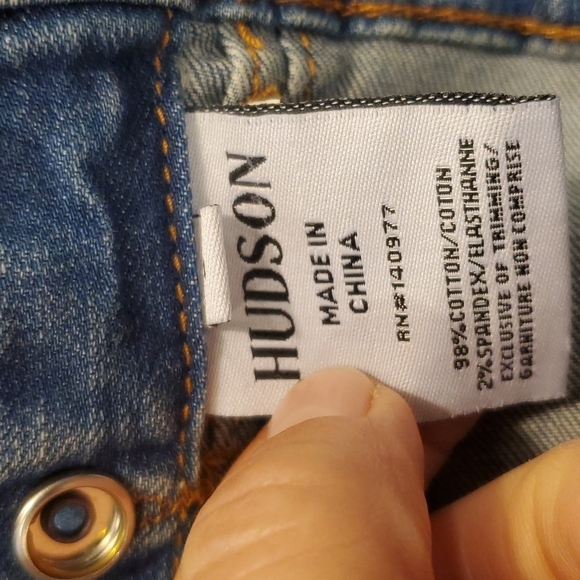 HUDSON
MADE IN
CHINA
RN#140977
98%COTTON/COTON
2%SPANDEX/ELASTHANNE
EXCLUSIVE OF TRIMMING/
GARNITURE NON COMPRISE